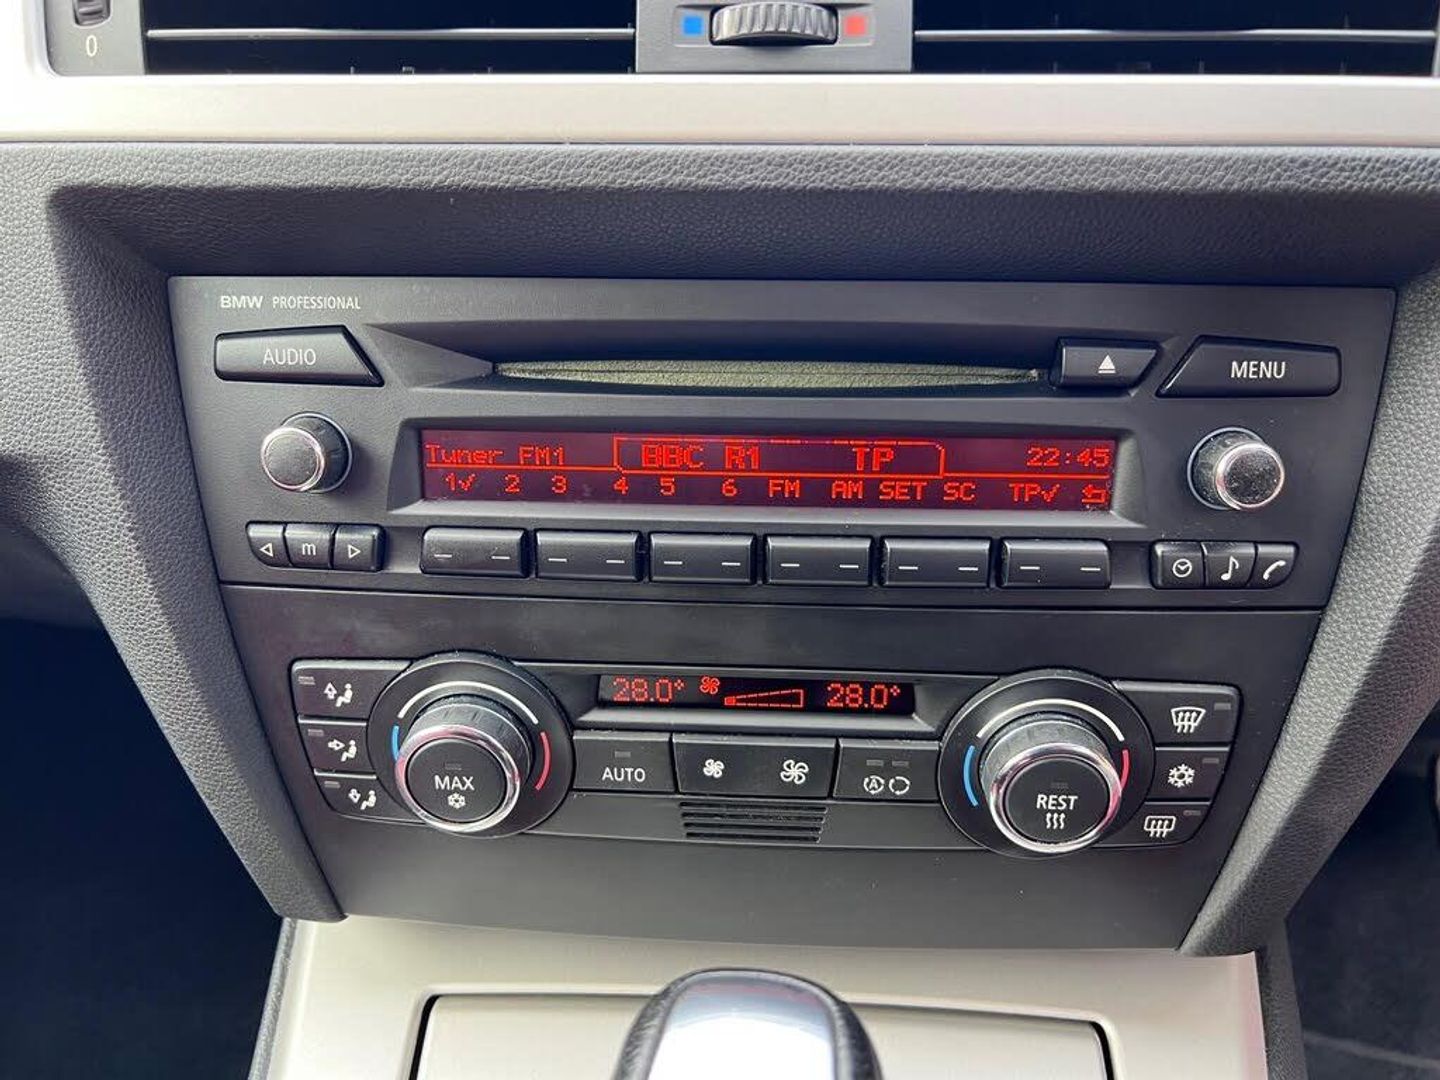 0
BMW PROFESSIONAL
AUDIO
MENU
Tuner FM1 BBC R1 TP 22:45
1✓ 2 3 4 5 6 FM AM SET SC TP✓
m
28.0° 28.0°
AUTO
A
MAX
REST